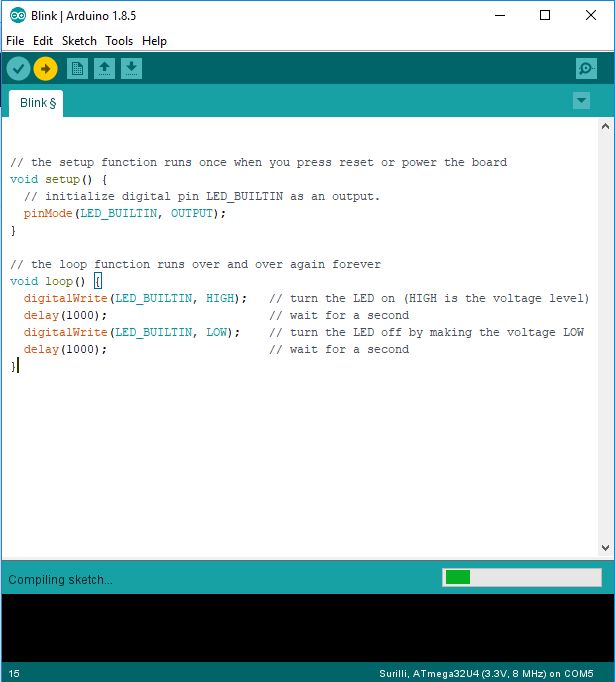 Blink | Arduino 1.8.5
File Edit Sketch Tools Help
Blink §
// the setup function runs once when you press reset or power the board
void setup() {
  // initialize digital pin LED_BUILTIN as an output.
  pinMode(LED_BUILTIN, OUTPUT);
}
// the loop function runs over and over again forever
void loop() {
  digitalWrite(LED_BUILTIN, HIGH);   // turn the LED on (HIGH is the voltage level)
  delay(1000);                       // wait for a second
  digitalWrite(LED_BUILTIN, LOW);    // turn the LED off by making the voltage LOW
  delay(1000);                       // wait for a second
}
Compiling sketch...
15 Surilli, ATmega32U4 (3.3V, 8 MHz) on COM5